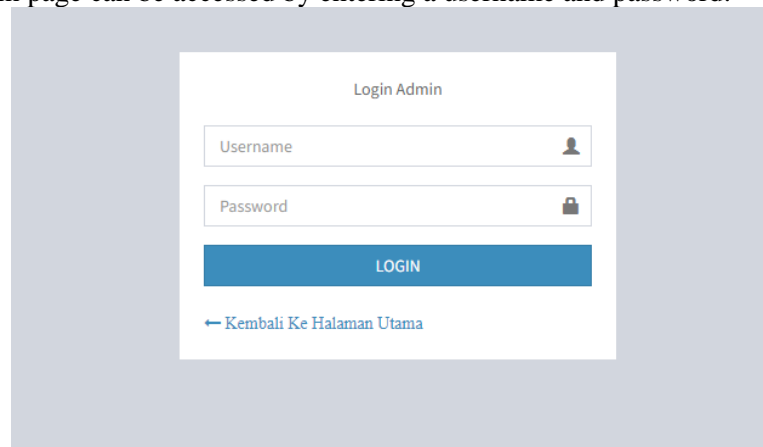 page can be accessed by entering a username and password.
Login Admin
Username
Password
LOGIN
← Kembali Ke Halaman Utama